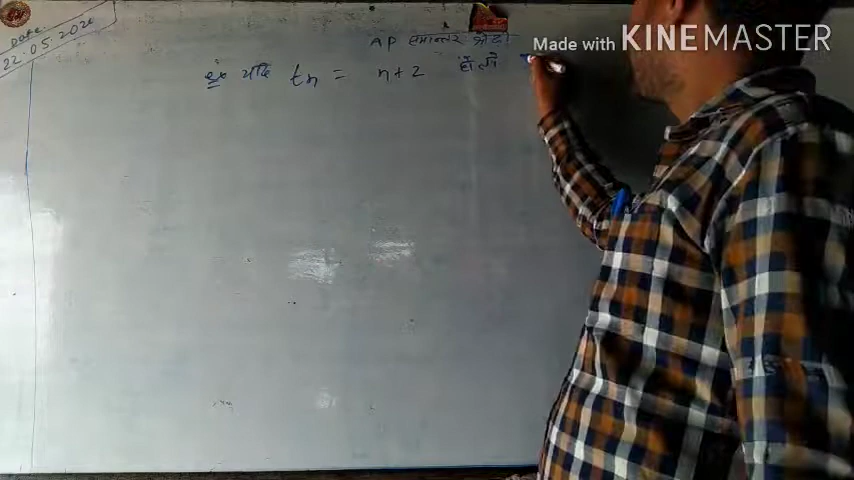 Date.
22.05.2020
AP समान्तर श्रेढी
यदि tn = n+2 हो तो
Made with KINEMASTER